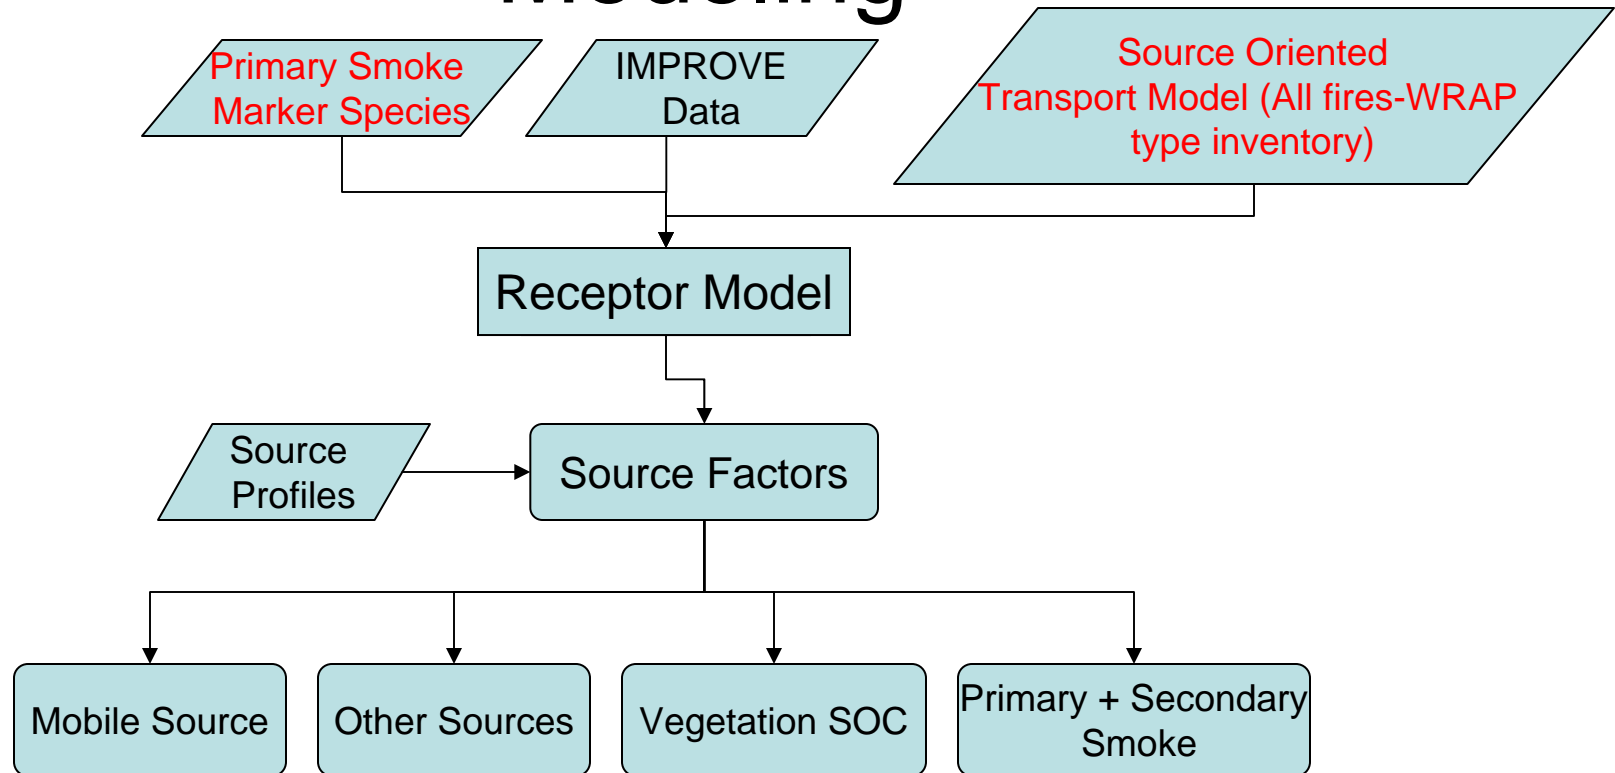 Modeling
Primary Smoke
Marker Species
IMPROVE
Data
Source Oriented
Transport Model (All fires-WRAP
type inventory)
Receptor Model
Source
Profiles
Source Factors
Mobile Source
Other Sources
Vegetation SOC
Primary + Secondary
Smoke